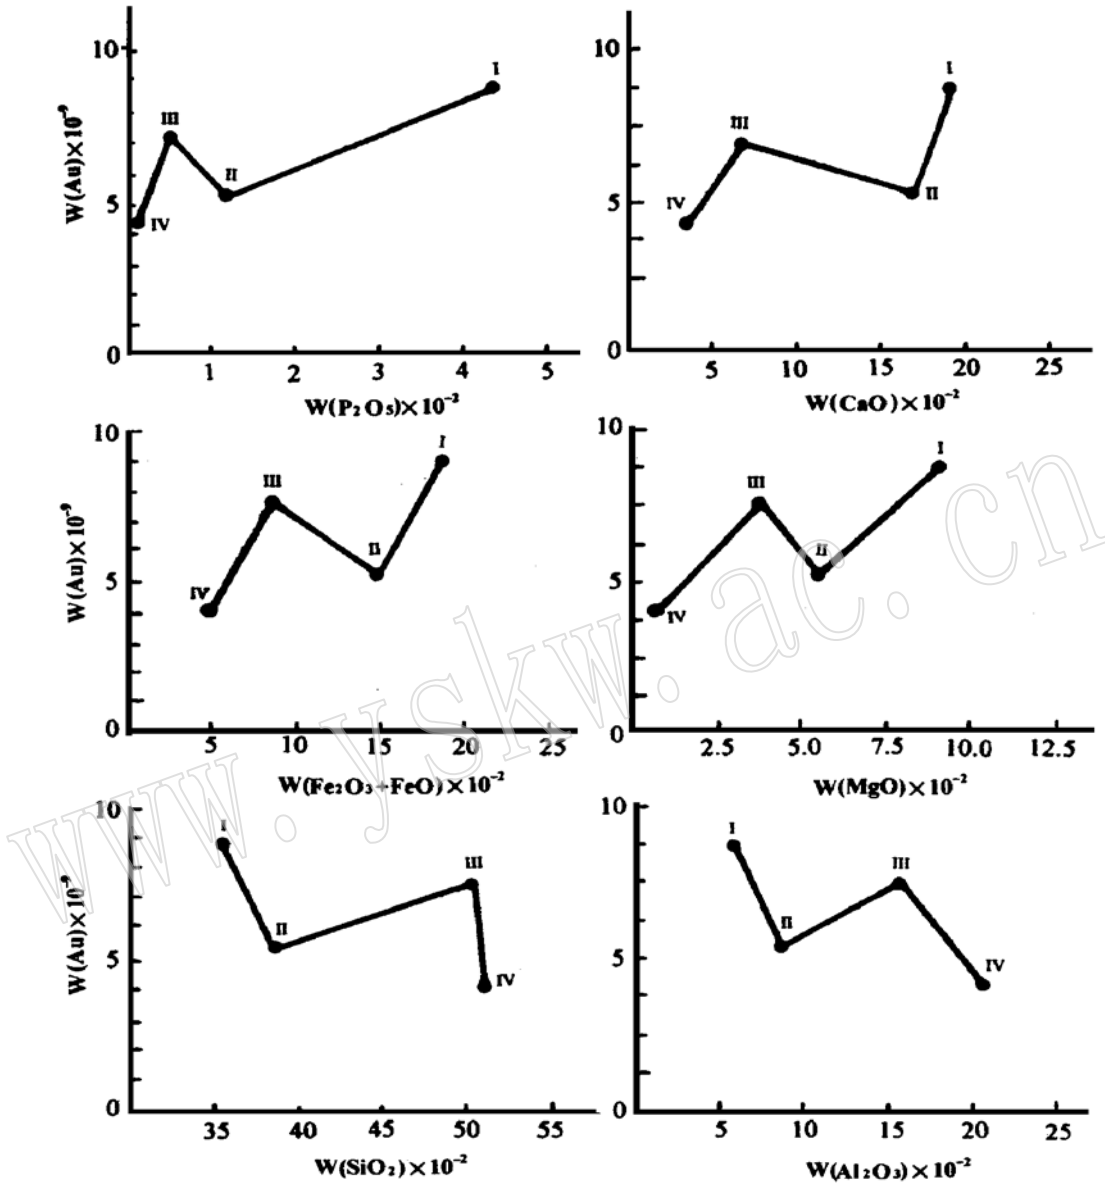 10
5
0
W(Au)×10⁻⁹
I
III
II
IV
1 2 3 4 5
W(P₂O₅)×10⁻²
10
5
0
I
III
II
IV
5 10 15 20 25
W(CaO)×10⁻²
10
5
0
W(Au)×10⁻⁹
I
III
II
IV
5 10 15 20 25
W(Fe₂O₃+FeO)×10⁻²
10
5
0
I
III
II
IV
2.5 5.0 7.5 10.0 12.5
W(MgO)×10⁻²
10
5
0
W(Au)×10⁻⁹
I
III
II
IV
35 40 45 50 55
W(SiO₂)×10⁻²
10
5
0
I
III
II
IV
5 10 15 20 25
W(Al₂O₃)×10⁻²
www.yskw.ac.cn